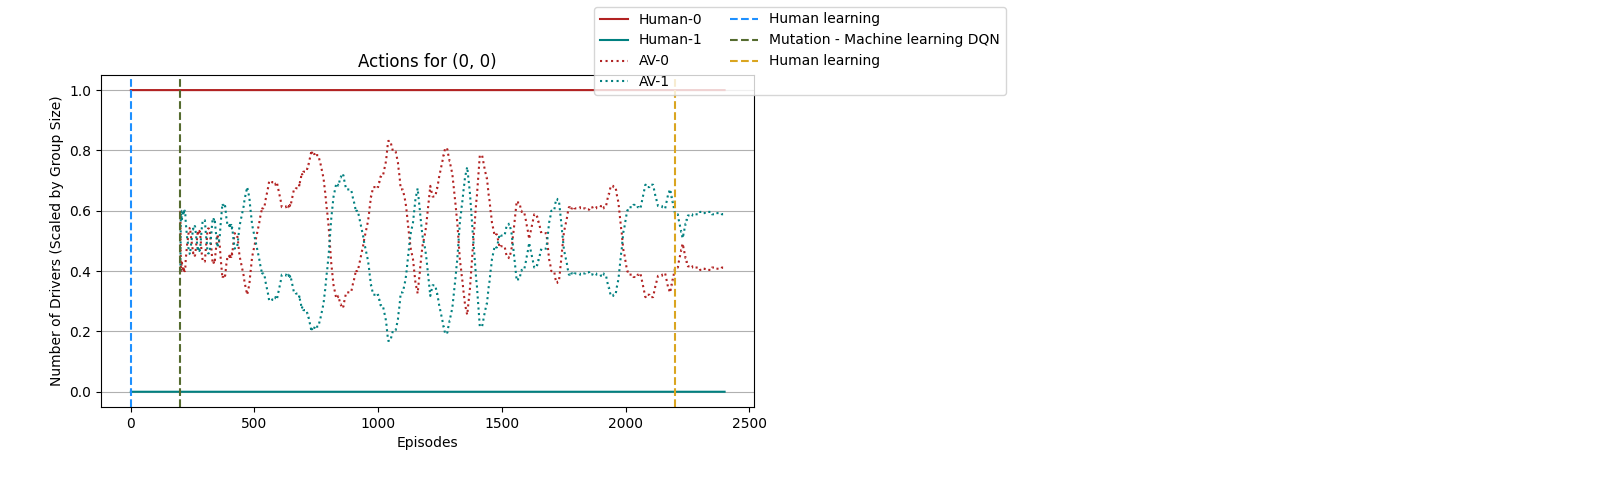 Human-0
Human-1
AV-0
AV-1
Human learning
Mutation - Machine learning DQN
Human learning
Actions for (0, 0)
Number of Drivers (Scaled by Group Size)
1.0
0.8
0.6
0.4
0.2
0.0
0 500 1000 1500 2000 2500
Episodes